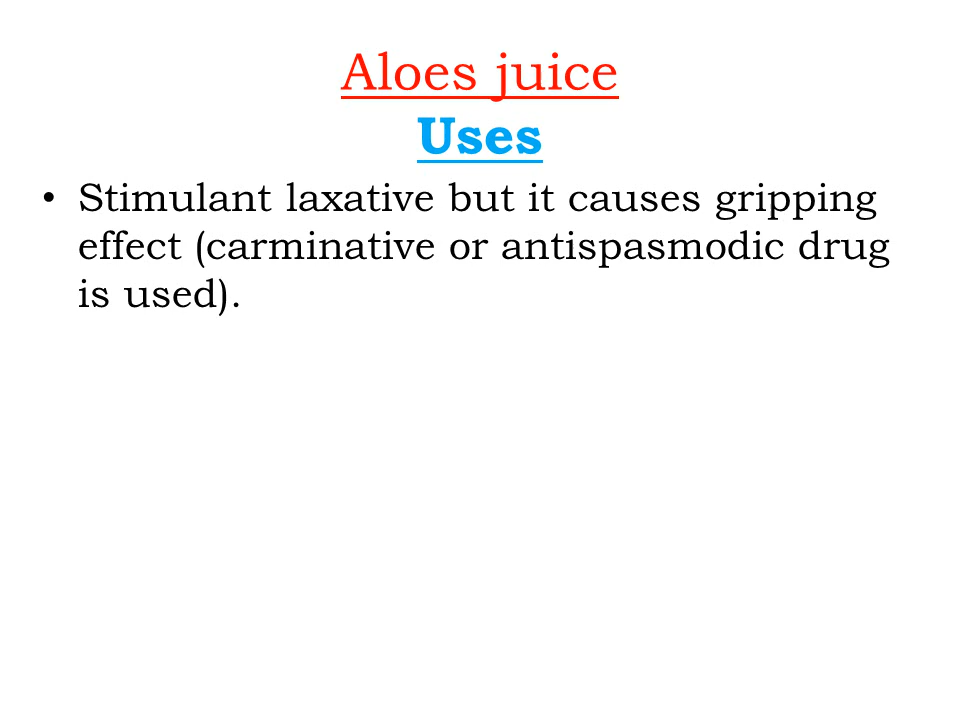 Aloes juice
Uses
• Stimulant laxative but it causes gripping
effect (carminative or antispasmodic drug
is used).